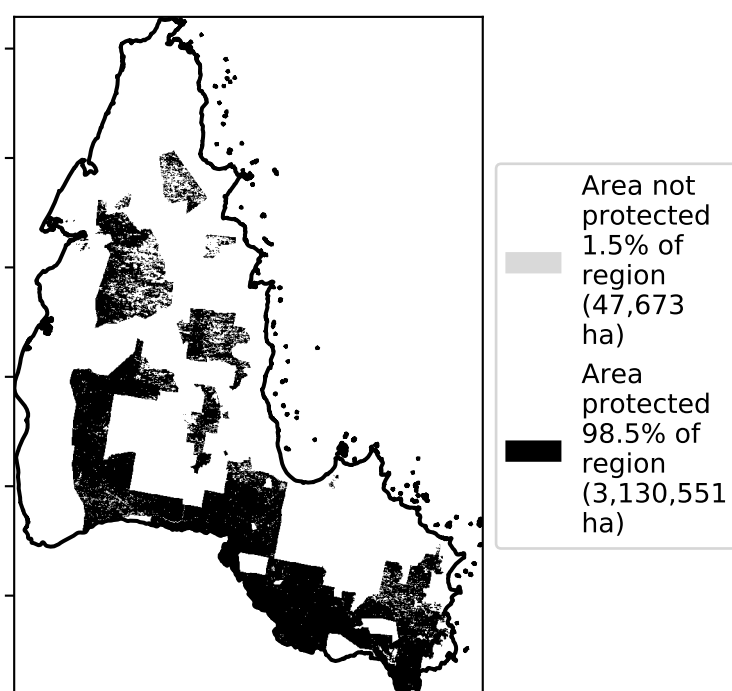 Area not
protected
1.5% of
region
(47,673
ha)
Area
protected
98.5% of
region
(3,130,551
ha)